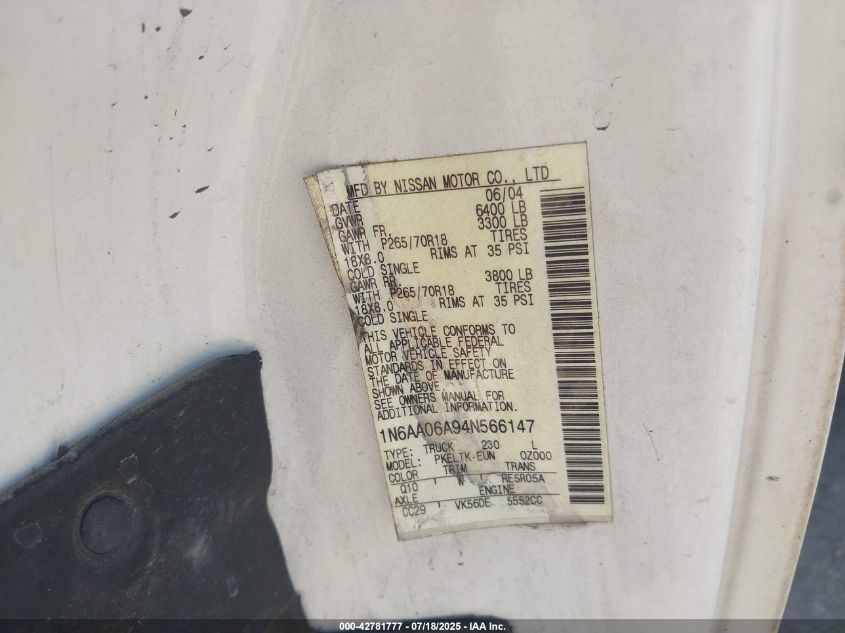 MFD BY NISSAN MOTOR CO., LTD
DATE 06/04
GVWR 6400 LB
GAWR FR. 3300 LB
WITH P265/70R18 TIRES
18X8.0 RIMS AT 35 PSI
COLD SINGLE
GAWR RR. 3800 LB
WITH P265/70R18 TIRES
18X8.0 RIMS AT 35 PSI
COLD SINGLE
THIS VEHICLE CONFORMS TO
ALL APPLICABLE FEDERAL
MOTOR VEHICLE SAFETY
STANDARDS IN EFFECT ON
THE DATE OF MANUFACTURE
SHOWN ABOVE.
SEE OWNERS MANUAL FOR
ADDITIONAL INFORMATION.
1N6AA06A94N566147
TYPE: TRUCK 230 L
MODEL: PKELTK-EUN 0Z000
COLOR TRIM TRANS
Q10 W RE5R05A
AXLE ENGINE
CC29 VK56DE 5552CC
000-42781777 - 07/18/2025 - IAA Inc.